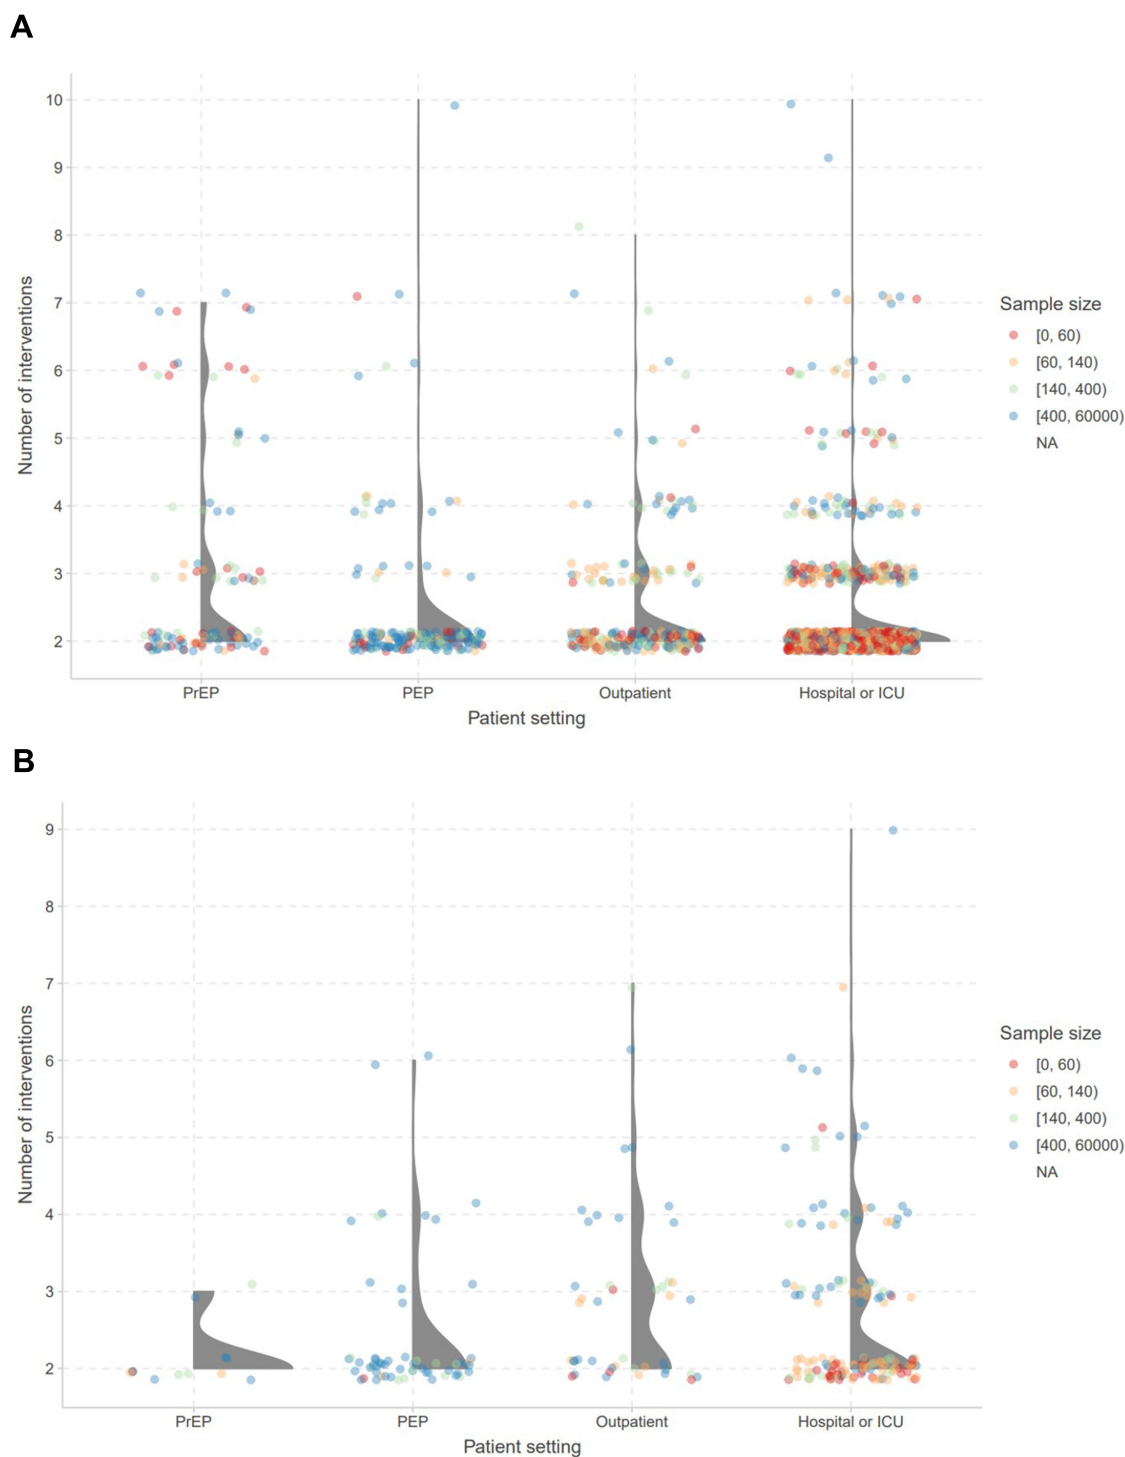 A
10
9
8
7
6
5
4
3
2
Number of interventions
PrEP
PEP
Outpatient
Hospital or ICU
Patient setting
Sample size
[0, 60)
[60, 140)
[140, 400)
[400, 60000)
NA
B
9
8
7
6
5
4
3
2
Number of interventions
PrEP
PEP
Outpatient
Hospital or ICU
Patient setting
Sample size
[0, 60)
[60, 140)
[140, 400)
[400, 60000)
NA